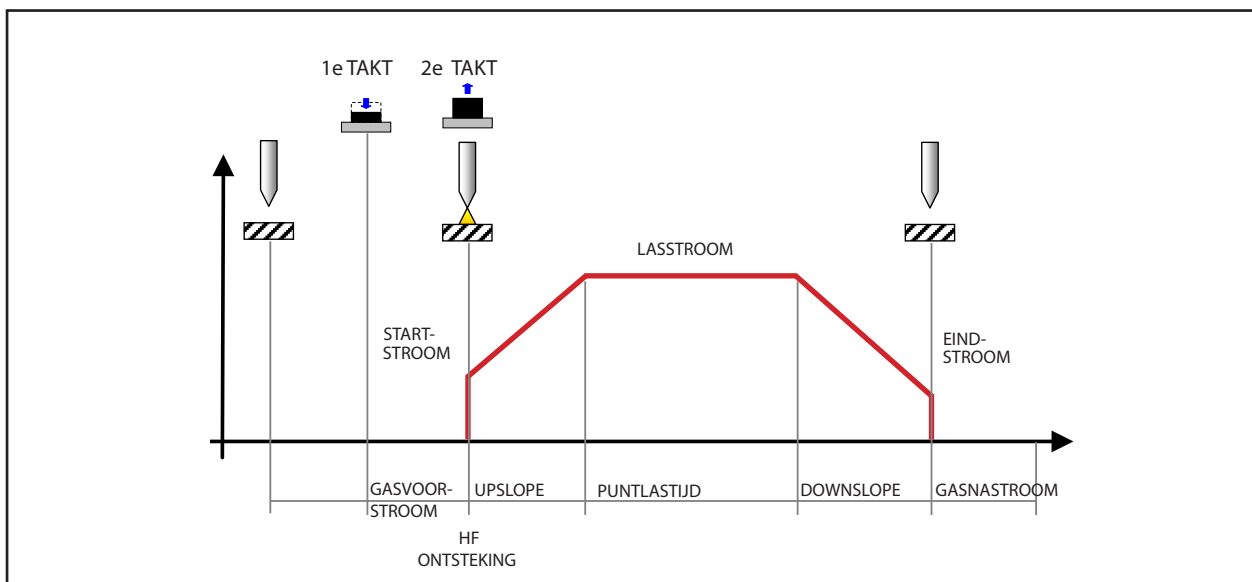 1e TAKT 2e TAKT
LASSTROOM
START-
STROOM
EIND-
STROOM
GASVOOR-
STROOM
UPSLOPE
PUNTLASTIJD
DOWNSLOPE
GASNASTROOM
HF
ONTSTEKING